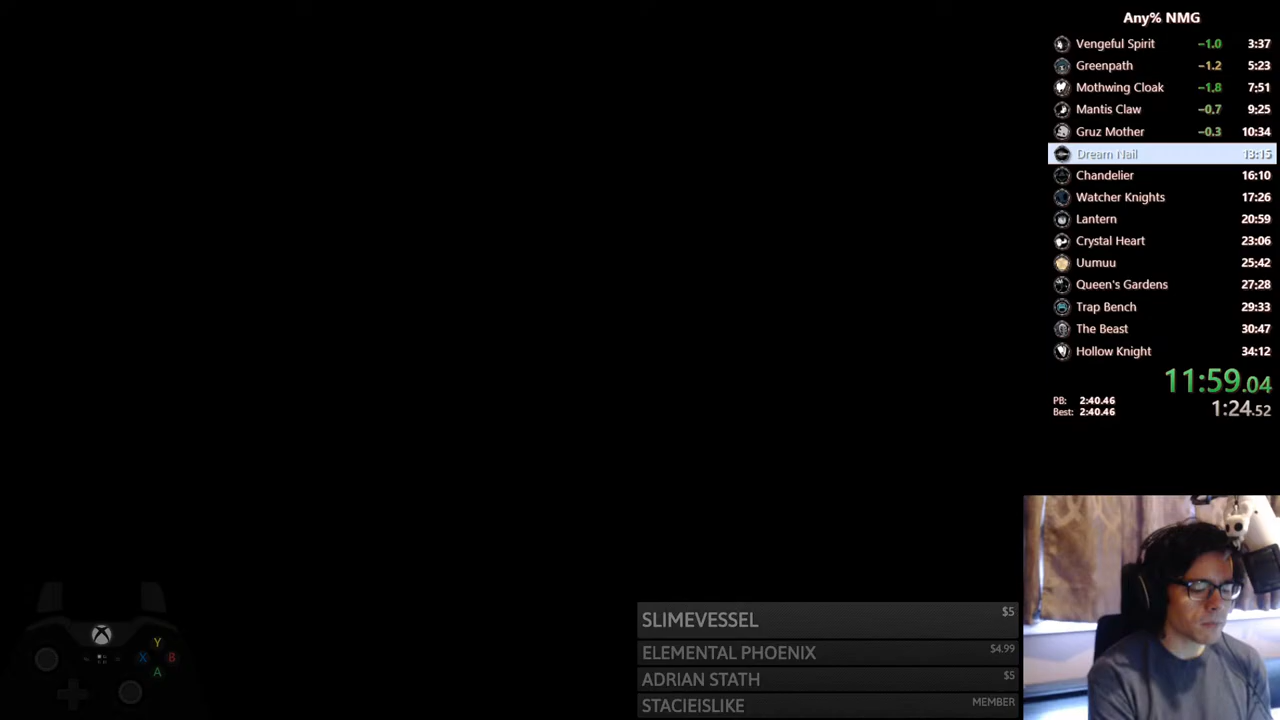 Any% NMG
Vengeful Spirit −1.0 3:37
Greenpath −1.2 5:23
Mothwing Cloak −1.8 7:51
Mantis Claw −0.7 9:25
Gruz Mother −0.3 10:34
Dream Nail 13:15
Chandelier 16:10
Watcher Knights 17:26
Lantern 20:59
Crystal Heart 23:06
Uumuu 25:42
Queen's Gardens 27:28
Trap Bench 29:33
The Beast 30:47
Hollow Knight 34:12
11:59.04
PB: 2:40.46
Best: 2:40.46
1:24.52
Y
X B
A
SLIMEVESSEL $5
ELEMENTAL PHOENIX $4.99
ADRIAN STATH $5
STACIEISLIKE MEMBER